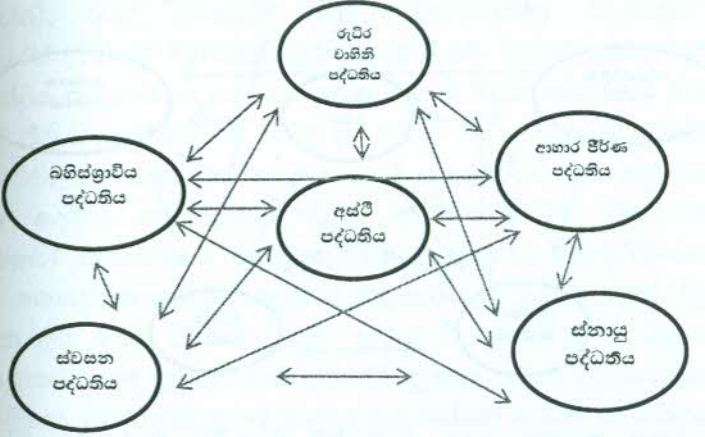 රුධිර
වාහිනි
පද්ධතිය
බහිස්ශ්‍රාවිය
පද්ධතිය
ආහාර ජීර්ණ
පද්ධතිය
අස්ථි
පද්ධතිය
ස්වසන
පද්ධතිය
ස්නායු
පද්ධතිය